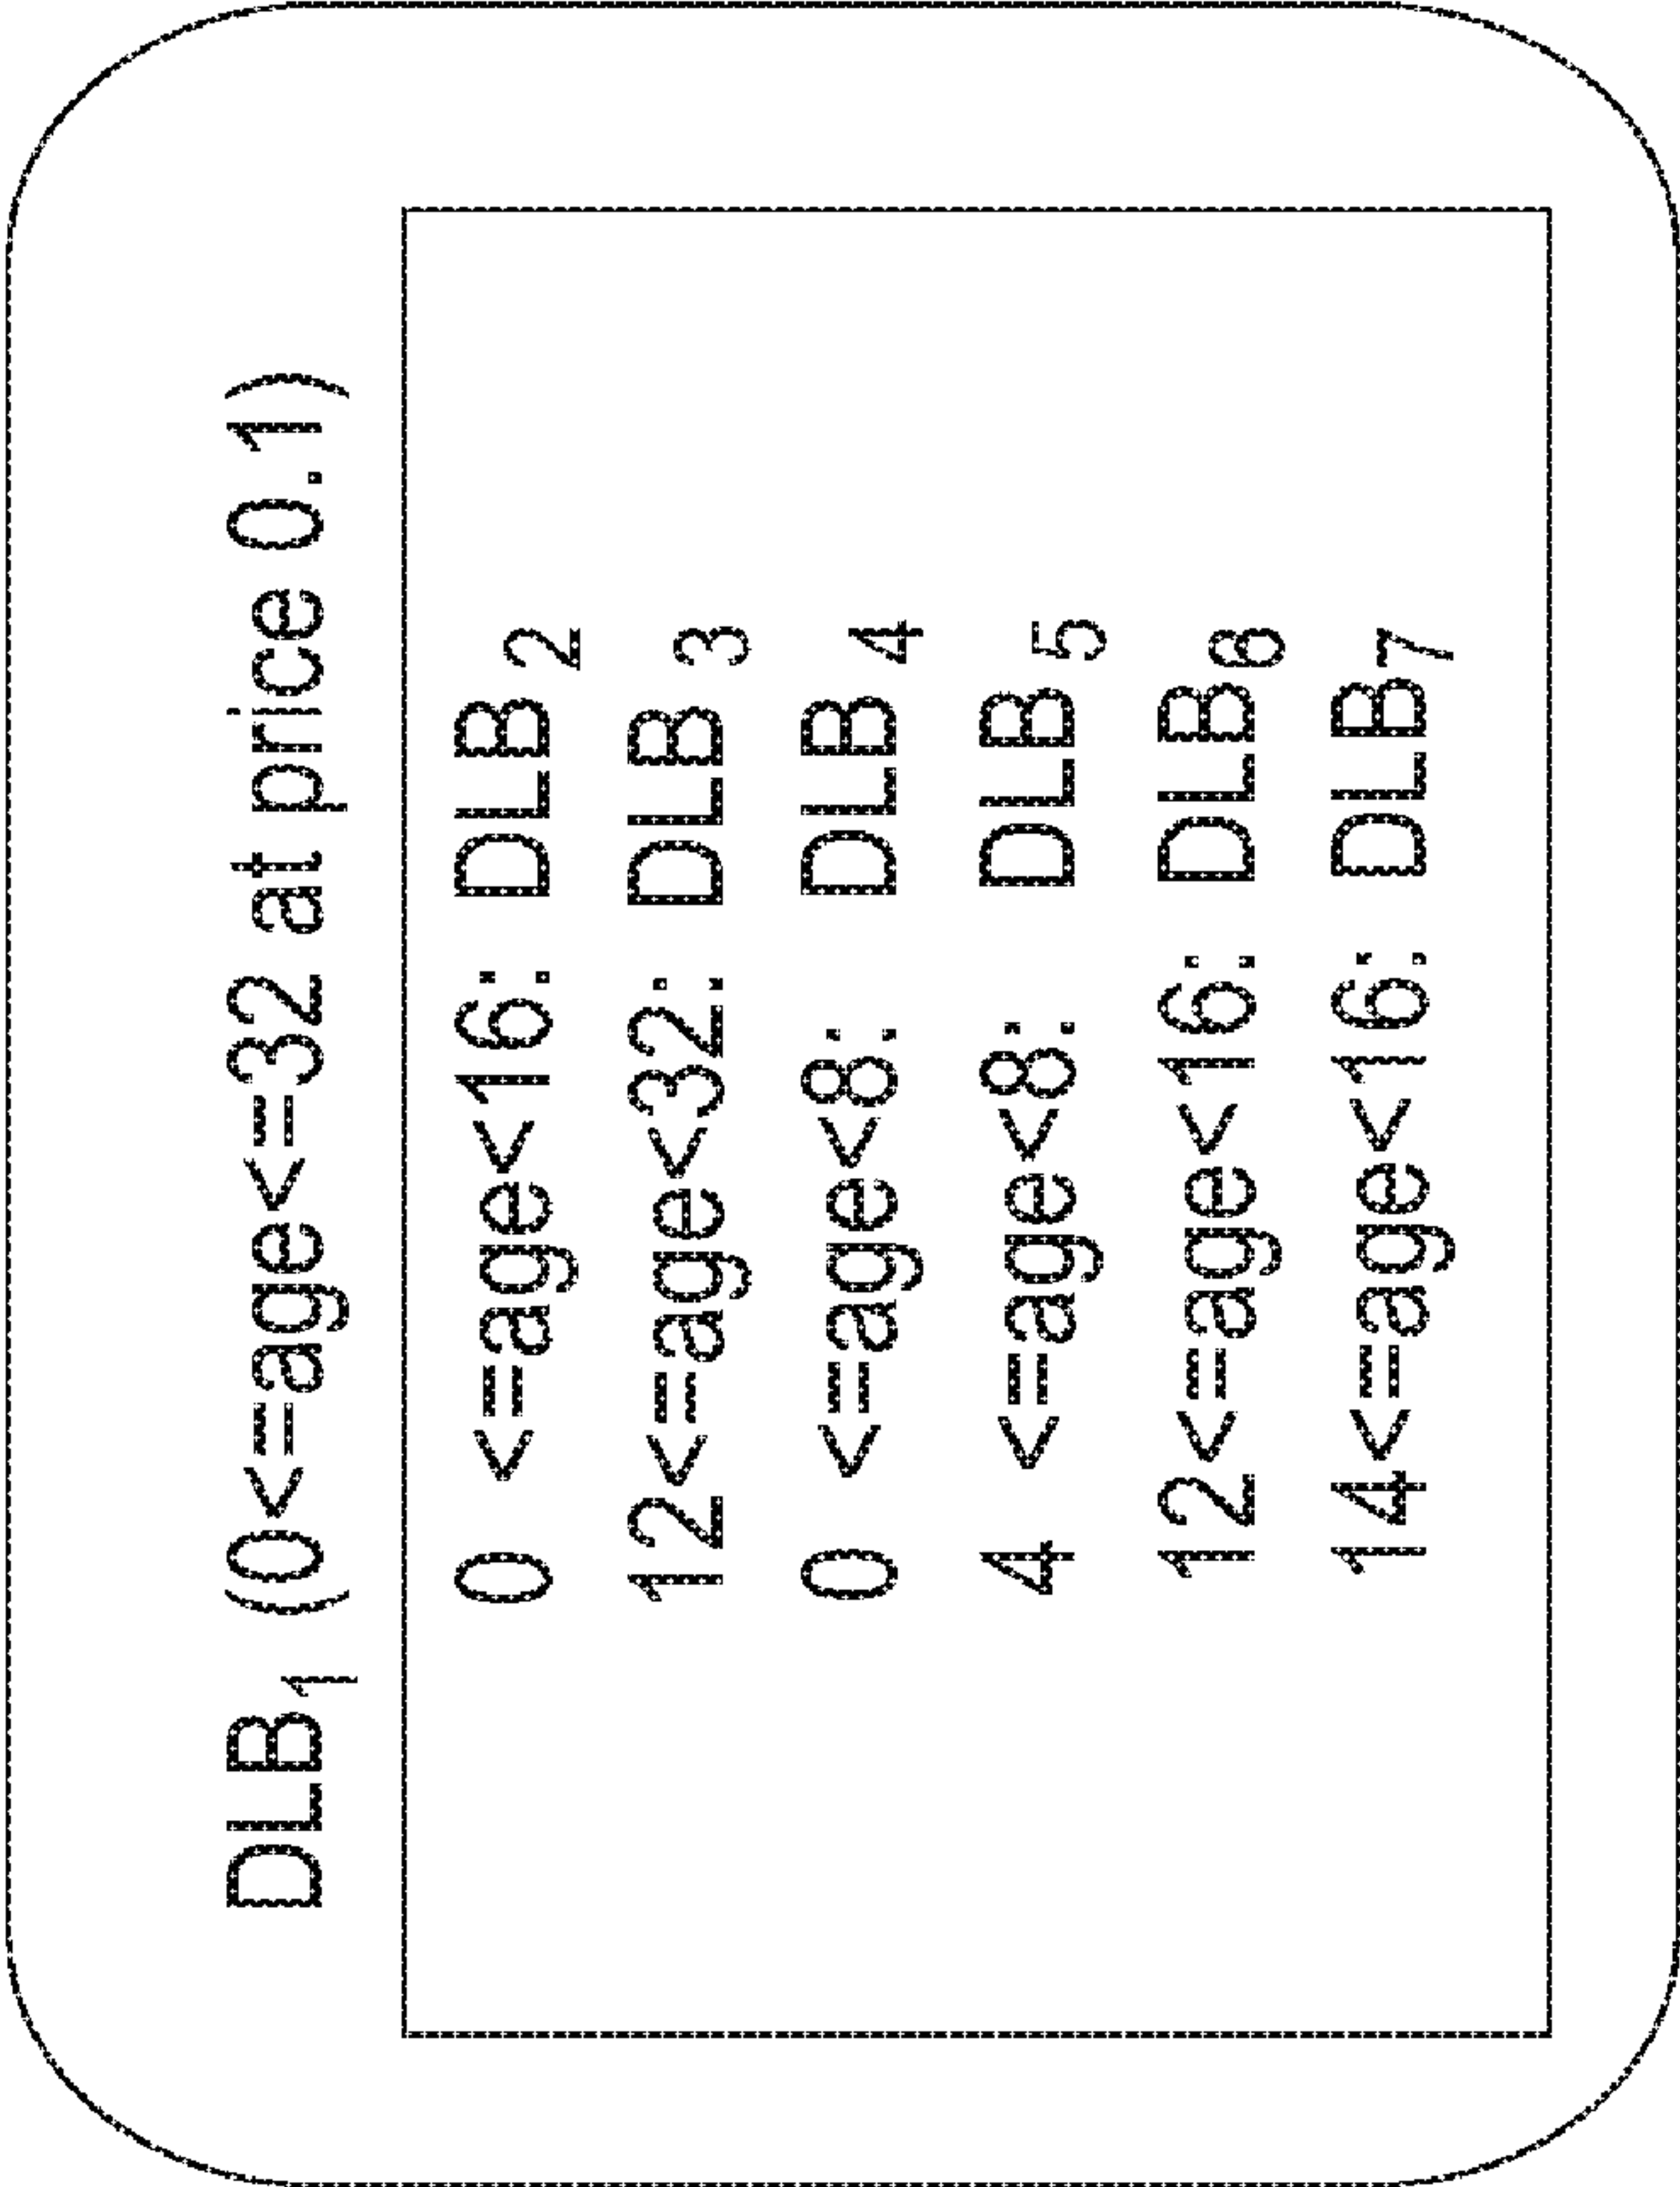 DLB₁ (0<=age<=32 at price 0.1)
0 <=age<16: DLB₂
12<=age<32: DLB₃
0 <=age<8: DLB₄
4 <=age<8: DLB₅
12<=age<16: DLB₆
14<=age<16: DLB₇